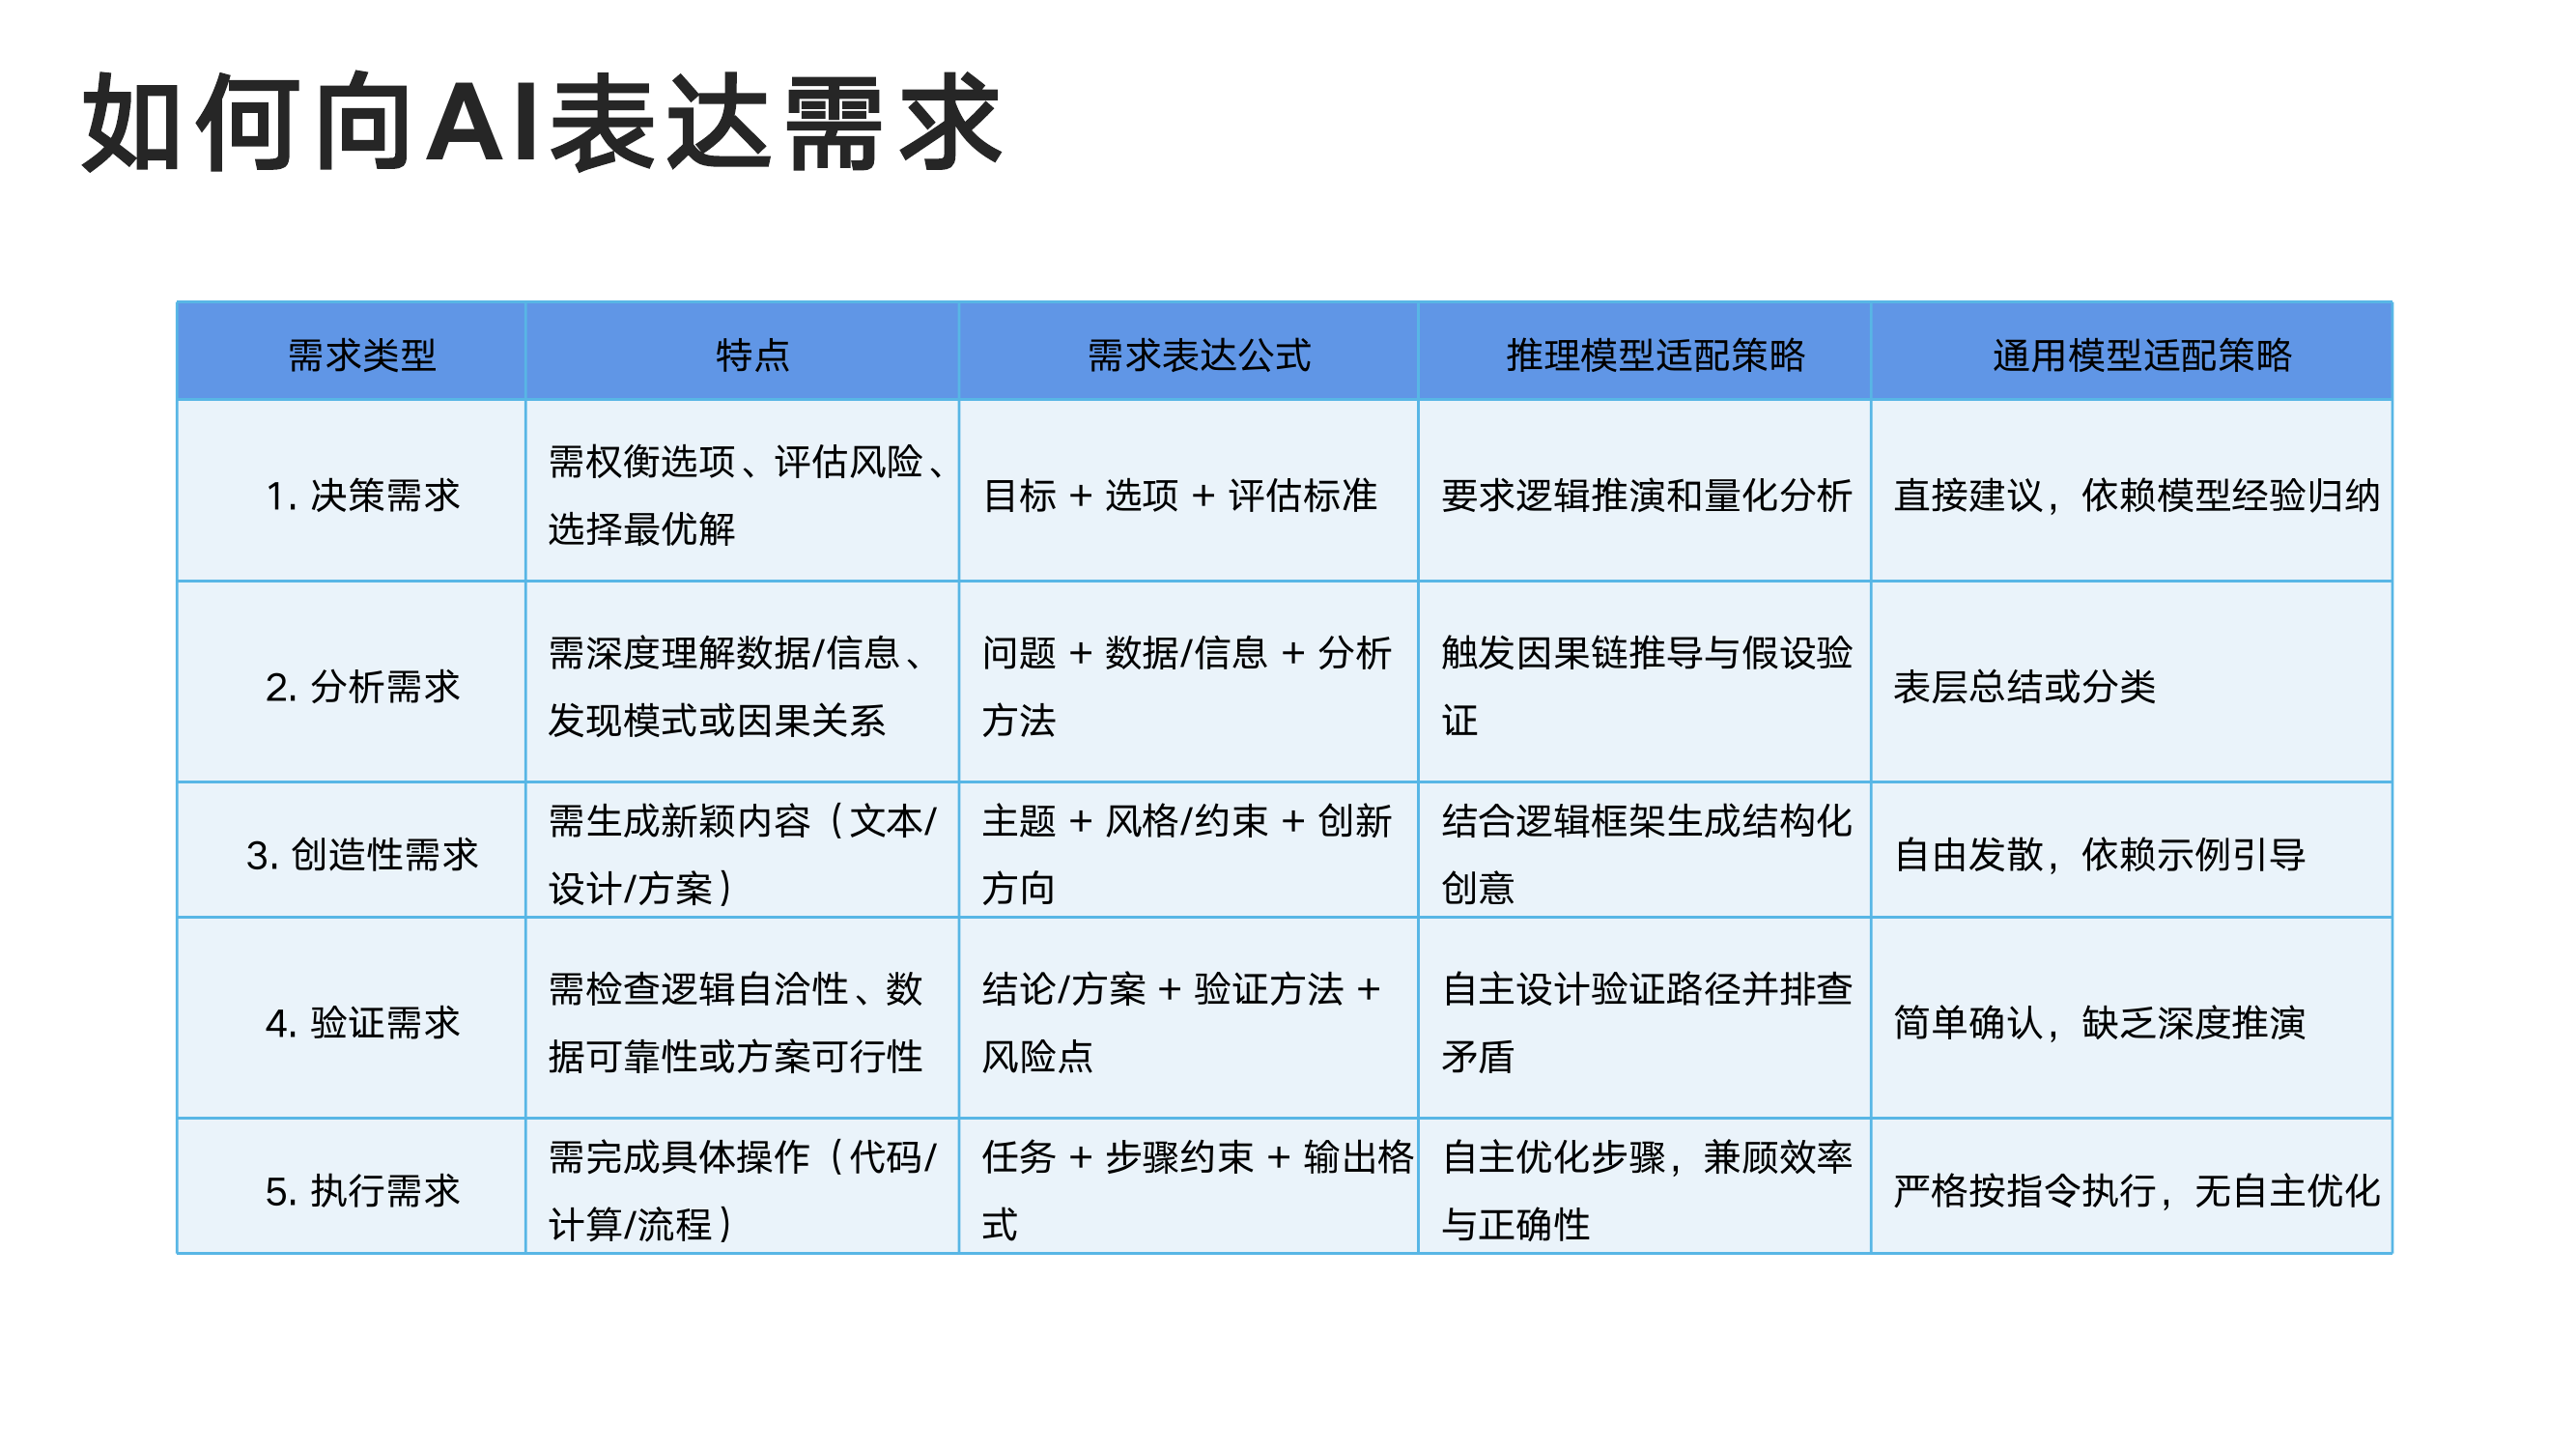 如何向AI表达需求
需求类型 特点 需求表达公式 推理模型适配策略 通用模型适配策略
1. 决策需求
需权衡选项、评估风险、
选择最优解
目标 + 选项 + 评估标准
要求逻辑推演和量化分析
直接建议，依赖模型经验归纳
2. 分析需求
需深度理解数据/信息、
发现模式或因果关系
问题 + 数据/信息 + 分析
方法
触发因果链推导与假设验
证
表层总结或分类
3. 创造性需求
需生成新颖内容（文本/
设计/方案）
主题 + 风格/约束 + 创新
方向
结合逻辑框架生成结构化
创意
自由发散，依赖示例引导
4. 验证需求
需检查逻辑自洽性、数
据可靠性或方案可行性
结论/方案 + 验证方法 +
风险点
自主设计验证路径并排查
矛盾
简单确认，缺乏深度推演
5. 执行需求
需完成具体操作（代码/
计算/流程）
任务 + 步骤约束 + 输出格
式
自主优化步骤，兼顾效率
与正确性
严格按指令执行，无自主优化